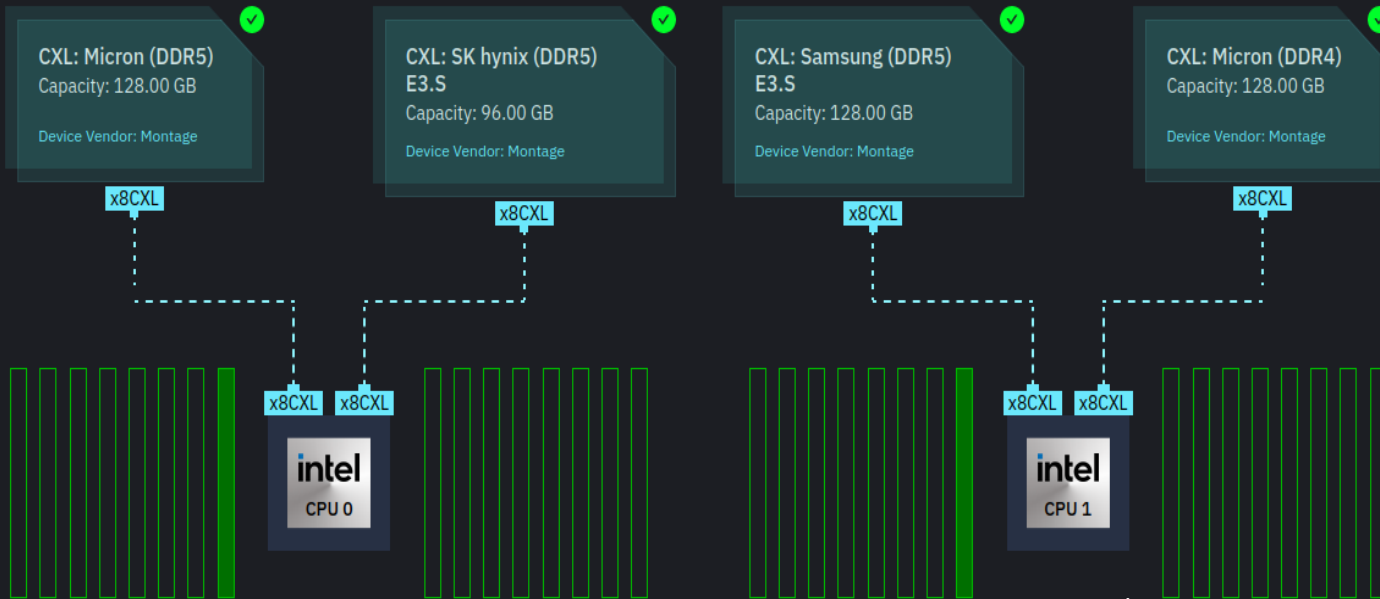 CXL: Micron (DDR5)
Capacity: 128.00 GB
Device Vendor: Montage
x8CXL
CXL: SK hynix (DDR5)
E3.S
Capacity: 96.00 GB
Device Vendor: Montage
x8CXL
CXL: Samsung (DDR5)
E3.S
Capacity: 128.00 GB
Device Vendor: Montage
x8CXL
CXL: Micron (DDR4)
Capacity: 128.00 GB
Device Vendor: Montage
x8CXL
x8CXL
x8CXL
intel
CPU 0
x8CXL
x8CXL
intel
CPU 1